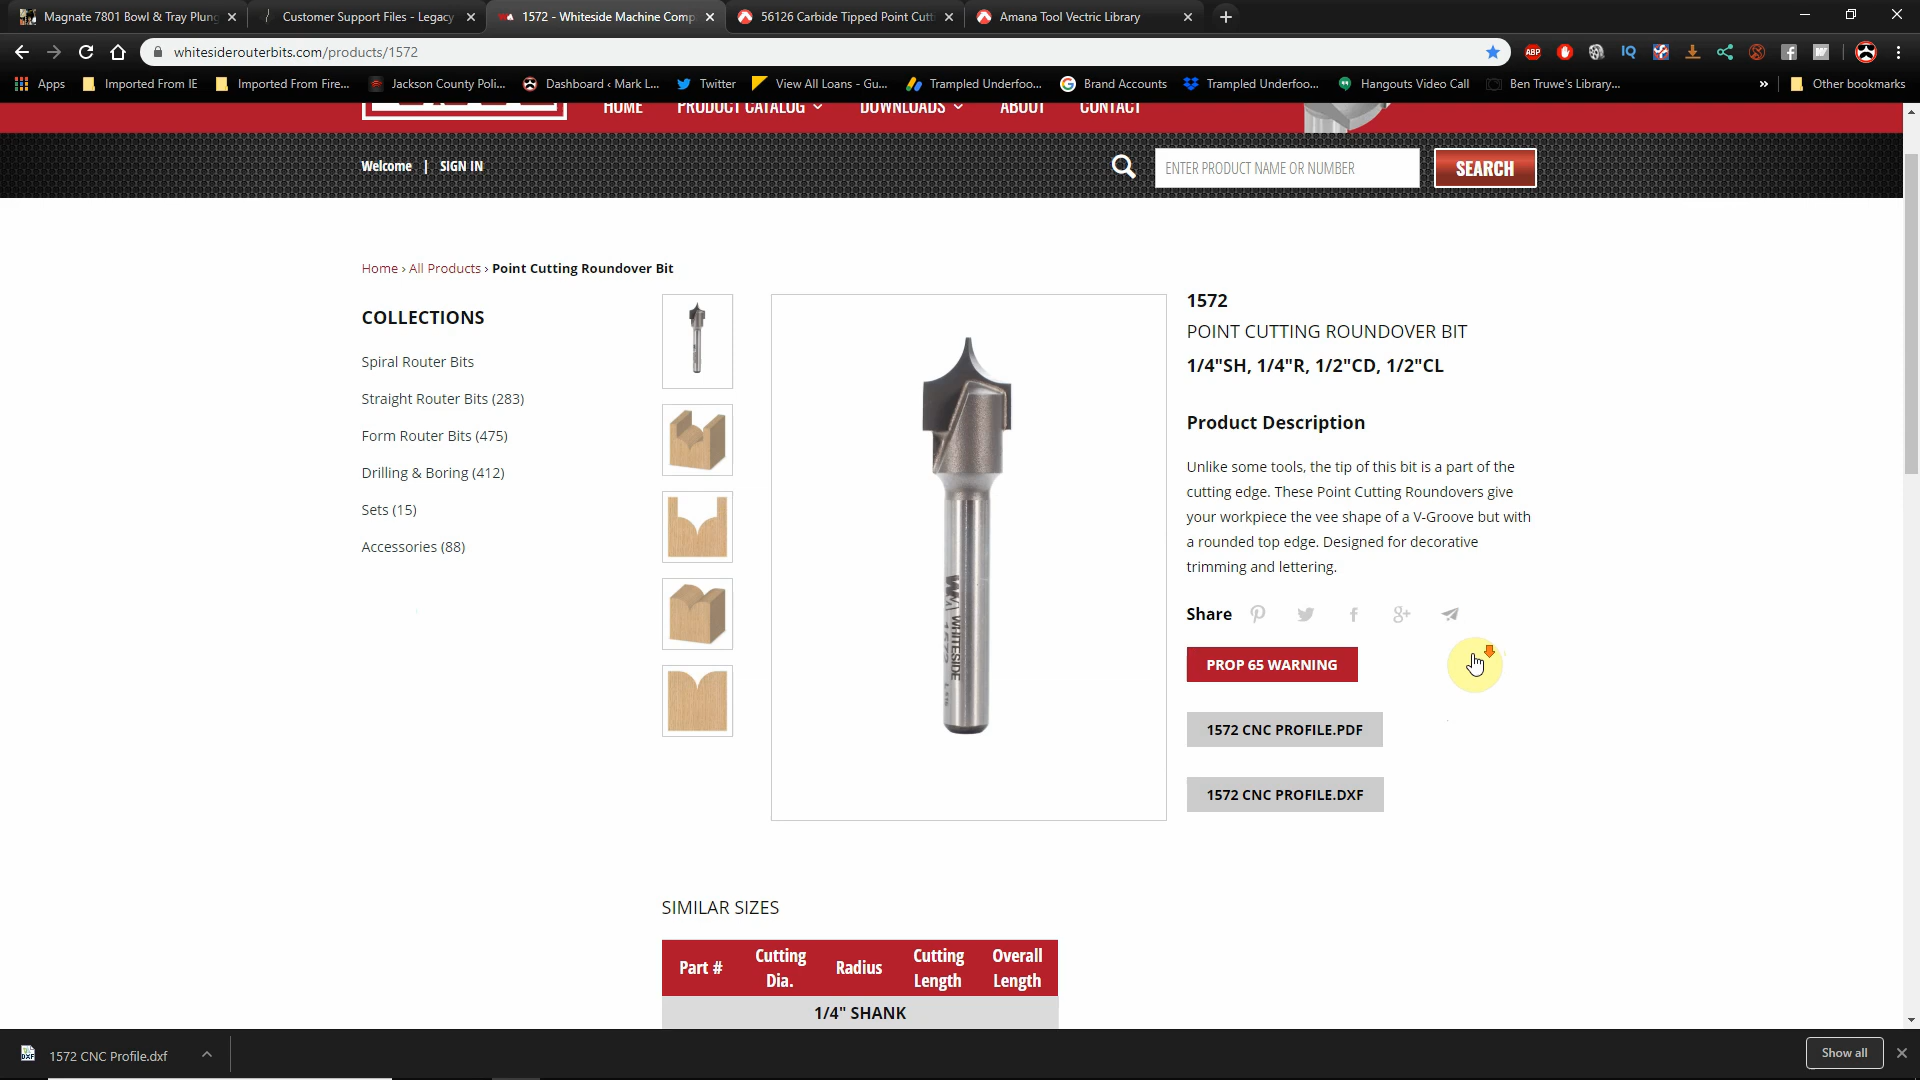 Magnate 7801 Bowl & Tray Plung
Customer Support Files - Legacy
1572 - Whiteside Machine Comp
56126 Carbide Tipped Point Cutt
Amana Tool Vectric Library
whitesiderouterbits.com/products/1572
ABP
IQ
Apps
Imported From IE
Imported From Fire...
Jackson County Poli...
Dashboard ‹ Mark L...
Twitter
View All Loans - Gu...
Trampled Underfoo...
Brand Accounts
Trampled Underfoo...
Hangouts Video Call
Ben Truwe's Library...
»
Other bookmarks
HOME
PRODUCT CATALOG
DOWNLOADS
ABOUT
CONTACT
Welcome | SIGN IN
ENTER PRODUCT NAME OR NUMBER
SEARCH
Home › All Products › Point Cutting Roundover Bit
COLLECTIONS
Spiral Router Bits
Straight Router Bits (283)
Form Router Bits (475)
Drilling & Boring (412)
Sets (15)
Accessories (88)
WHITESIDE
1572
POINT CUTTING ROUNDOVER BIT
1/4"SH, 1/4"R, 1/2"CD, 1/2"CL
Product Description
Unlike some tools, the tip of this bit is a part of the
cutting edge. These Point Cutting Roundovers give
your workpiece the vee shape of a V-Groove but with
a rounded top edge. Designed for decorative
trimming and lettering.
Share
PROP 65 WARNING
1572 CNC PROFILE.PDF
1572 CNC PROFILE.DXF
SIMILAR SIZES
Part #
Cutting Dia.
Radius
Cutting Length
Overall Length
1/4" SHANK
DXF
1572 CNC Profile.dxf
Show all